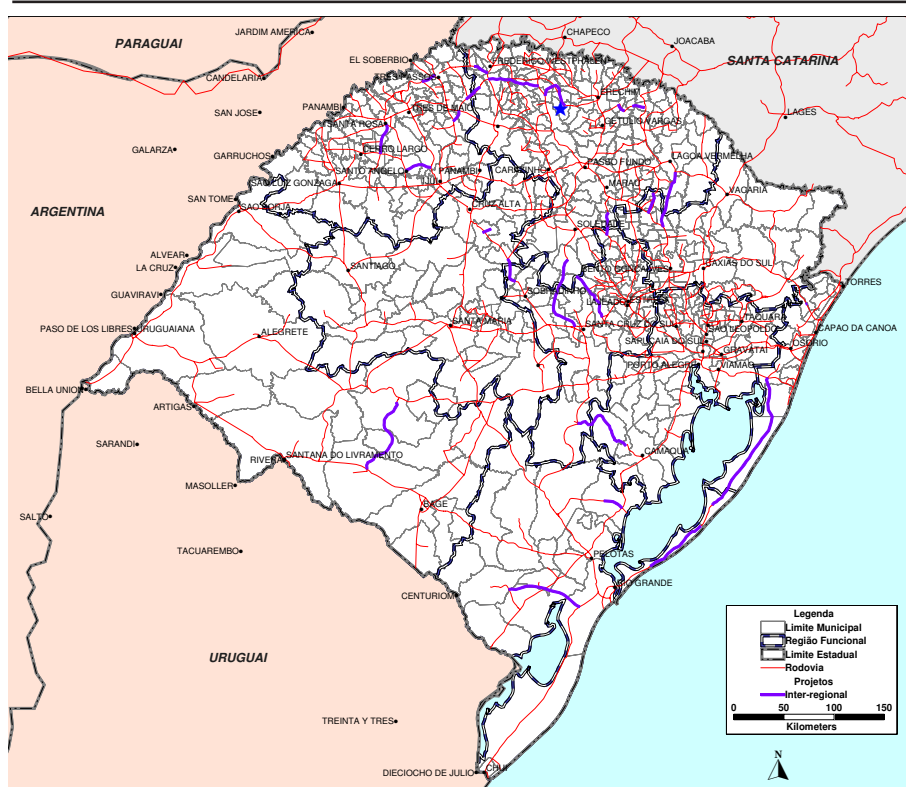 JARDIM AMERICA
CHAPECO
PARAGUAI
JOACABA
EL SOBERBIO
FREDERICO WESTPHALEN
SANTA CATARINA
CANDELARIA
TRES PASSOS
ERECHIM
SAN JOSE
PANAMBI
TRES DE MAIO
LAGES
SANTA ROSA
GETULIO VARGAS
GALARZA
GARRUCHOS
CERRO LARGO
LAGOA VERMELHA
PASSO FUNDO
SANTO ANGELO
PANAMBI
CARAZINHO
IJUI
SAO LUIZ GONZAGA
MARAU
VACARIA
SAN TOME
SAO BORJA
CRUZ ALTA
ARGENTINA
SOLEDADE
ALVEAR
LA CRUZ
SANTIAGO
BENTO GONCALVES
CAXIAS DO SUL
TORRES
GUAVIRAVI
SOBRADINHO
LAJEADO
ESTRELA
PASO DE LOS LIBRES
URUGUAIANA
ALEGRETE
SANTA MARIA
SANTA CRUZ DO SUL
TAQUARA
SAO LEOPOLDO
CAPAO DA CANOA
SAPUCAIA DO SUL
OSORIO
GRAVATAI
PORTO ALEGRE
VIAMAO
BELLA UNION
ARTIGAS
SARANDI
RIVERA
SANTANA DO LIVRAMENTO
CAMAQUA
MASOLLER
SALTO
BAGE
TACUAREMBO
PELOTAS
RIO GRANDE
CENTURIOM
URUGUAI
TREINTA Y TRES
DIECIOCHO DE JULIO
CHUI
Legenda
Limite Municipal
Região Funcional
Limite Estadual
Rodovia
Projetos
Inter-regional
0 50 100 150
Kilometers
N